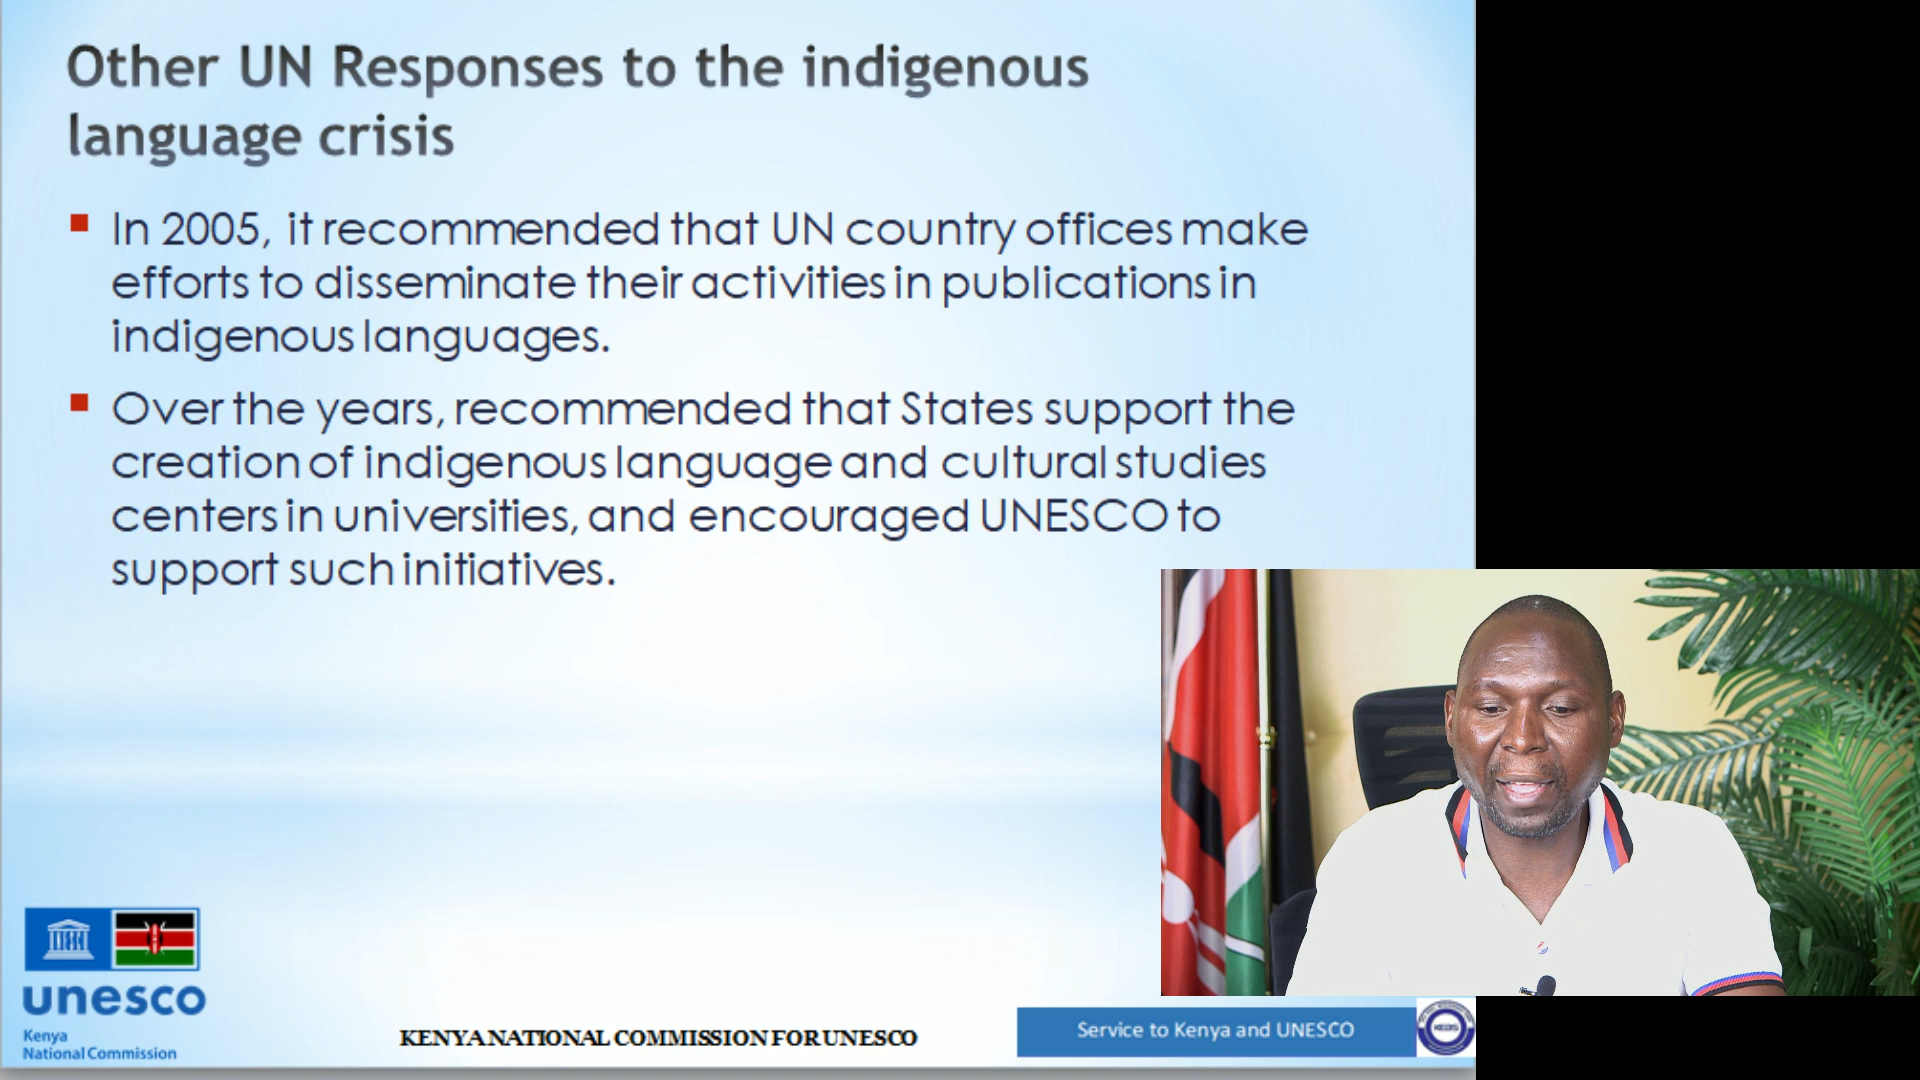 Other UN Responses to the indigenous
language crisis
In 2005, it recommended that UN country offices make
efforts to disseminate their activities in publications in
indigenous languages.
Over the years, recommended that States support the
creation of indigenous language and cultural studies
centers in universities, and encouraged UNESCO to
support such initiatives.
unesco
Kenya
National Commission
KENYA NATIONAL COMMISSION FOR UNESCO
Service to Kenya and UNESCO